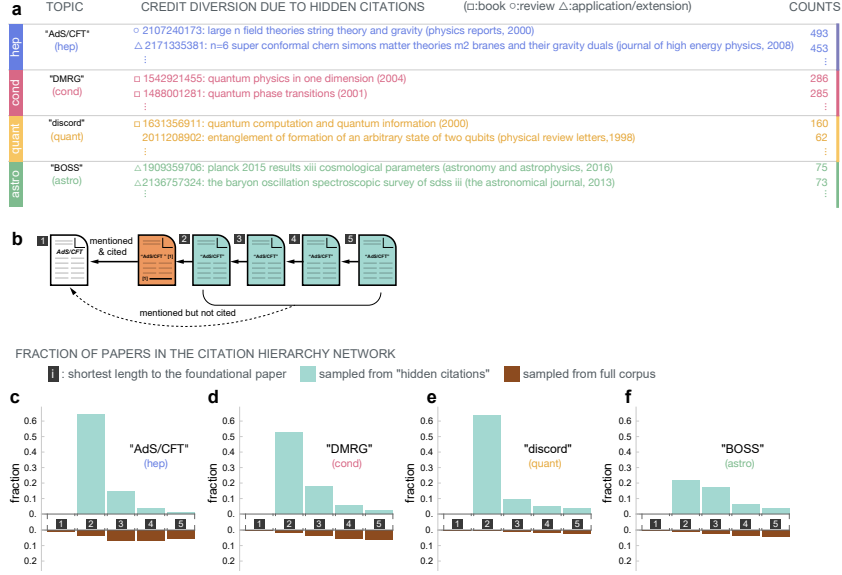 a TOPIC CREDIT DIVERSION DUE TO HIDDEN CITATIONS (□:book ○:review △:application/extension) COUNTS
hep "AdS/CFT" ○ 2107240173: large n field theories string theory and gravity (physics reports, 2000) 493
(hep) △ 2171335381: n=6 super conformal chern simons matter theories m2 branes and their gravity duals (journal of high energy physics, 2008) 453
⋮ ⋮
cond "DMRG" □ 1542921455: quantum physics in one dimension (2004) 286
(cond) □ 1488001281: quantum phase transitions (2001) 285
⋮ ⋮
quant "discord" □ 1631356911: quantum computation and quantum information (2000) 160
(quant) 2011208902: entanglement of formation of an arbitrary state of two qubits (physical review letters,1998) 62
⋮ ⋮
astro "BOSS" △1909359706: planck 2015 results xiii cosmological parameters (astronomy and astrophysics, 2016) 75
(astro) △2136757324: the baryon oscillation spectroscopic survey of sdss iii (the astronomical journal, 2013) 73
⋮ ⋮
b
1 2 3 4 5
mentioned
& cited
AdS/CFT "AdS/CFT" [1] "AdS/CFT" "AdS/CFT" "AdS/CFT" "AdS/CFT"
[1]
mentioned but not cited
FRACTION OF PAPERS IN THE CITATION HIERARCHY NETWORK
i : shortest length to the foundational paper sampled from "hidden citations" sampled from full corpus
c d e f
0.6 0.6 0.6 0.6
0.5 0.5 0.5 0.5
"AdS/CFT" "DMRG" "discord" "BOSS"
0.4 0.4 0.4 0.4
(hep) (cond) (quant) (astro)
0.3 0.3 0.3 0.3
0.2 0.2 0.2 0.2
fraction fraction fraction fraction
0.1 0.1 0.1 0.1
0. 0. 0. 0.
1 2 3 4 5 1 2 3 4 5 1 2 3 4 5 1 2 3 4 5
0. 0. 0. 0.
0.1 0.1 0.1 0.1
0.2 0.2 0.2 0.2